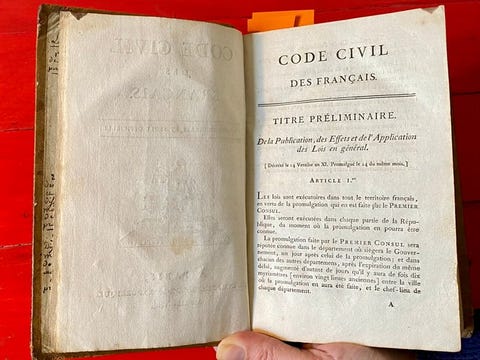 CODE CIVIL
DES FRANÇAIS.
TITRE PRÉLIMINAIRE.
De la Publication, des Effets et de l'Application
des Lois en général.
[ Décrété le 14 Ventôse an XI. Promulgué le 24 du même mois. ]
ARTICLE 1.er
LES lois sont exécutoires dans tout le territoire français,
en vertu de la promulgation qui en est faite par le PREMIER
CONSUL.
Elles seront exécutées dans chaque partie de la Répu-
blique, du moment où la promulgation en pourra être
connue.
La promulgation faite par le PREMIER CONSUL sera
réputée connue dans le département où siégera le Gouver-
nement, un jour après celui de la promulgation; et dans
chacun des autres départemens, après l'expiration du même
délai, augmenté d'autant de jours qu'il y aura de fois dix
myriamètres [ environ vingt lieues anciennes ] entre la ville
où la promulgation en aura été faite, et le chef-lieu de
chaque département.
A